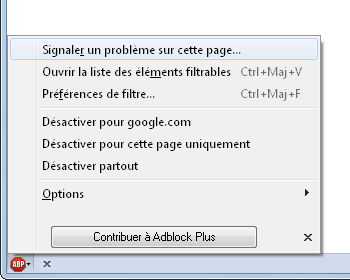 Signaler un problème sur cette page...
Ouvrir la liste des éléments filtrables Ctrl+Maj+V
Préférences de filtre... Ctrl+Maj+F
Désactiver pour google.com
Désactiver pour cette page uniquement
Désactiver partout
Options
Contribuer à Adblock Plus
ABP